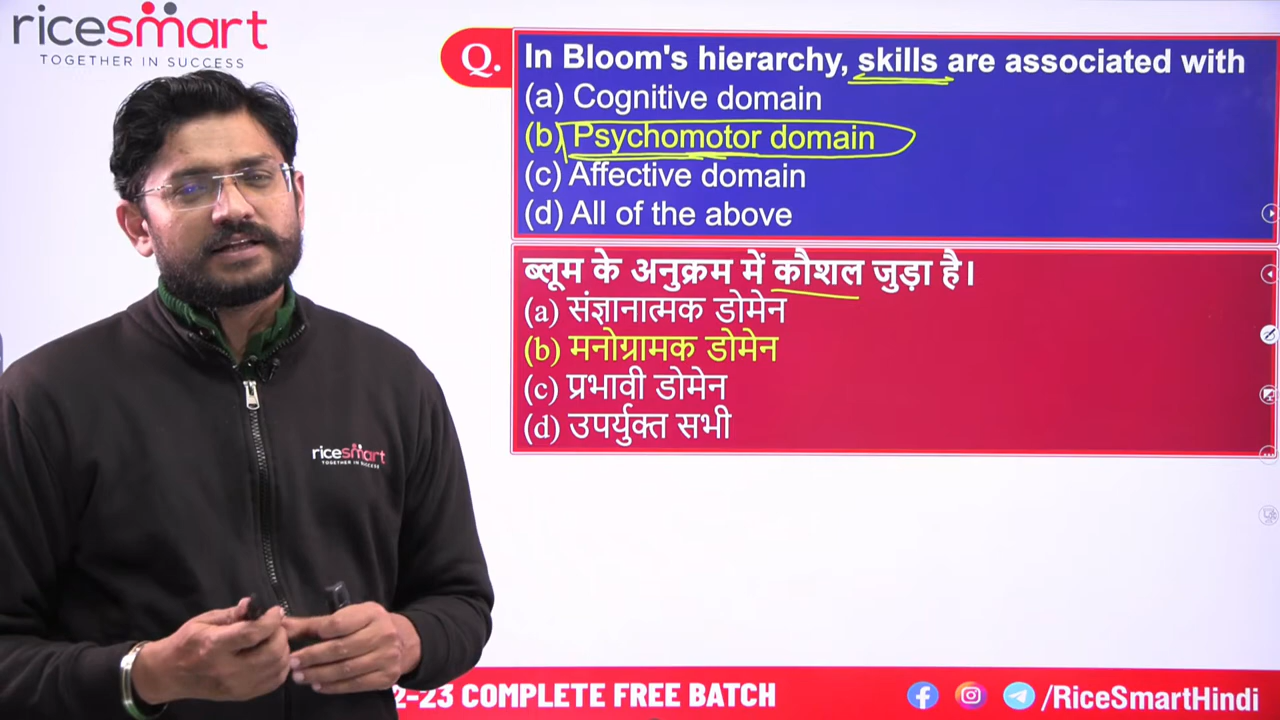 ricesmart
TOGETHER IN SUCCESS
Q. In Bloom's hierarchy, skills are associated with
(a) Cognitive domain
(b) Psychomotor domain
(c) Affective domain
(d) All of the above
ब्लूम के अनुक्रम में कौशल जुड़ा है।
(a) संज्ञानात्मक डोमेन
(b) मनोग्रामक डोमेन
(c) प्रभावी डोमेन
(d) उपर्युक्त सभी
ricesmart
TOGETHER IN SUCCESS
2-23 COMPLETE FREE BATCH
/RiceSmartHindi